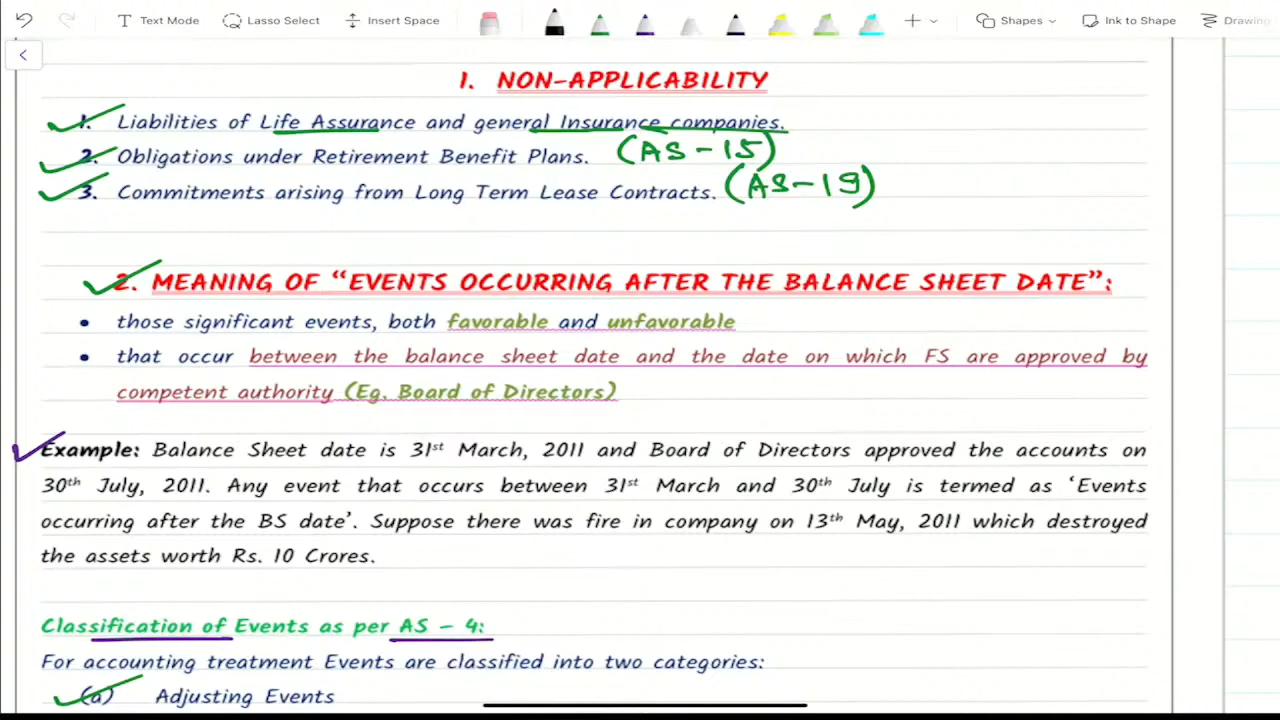 Text Mode Lasso Select Insert Space Shapes Ink to Shape Drawing
1. NON-APPLICABILITY
1. Liabilities of Life Assurance and general Insurance companies.
2. Obligations under Retirement Benefit Plans. (AS-15)
3. Commitments arising from Long Term Lease Contracts. (AS-19)
2. MEANING OF “EVENTS OCCURRING AFTER THE BALANCE SHEET DATE”:
• those significant events, both favorable and unfavorable
• that occur between the balance sheet date and the date on which FS are approved by
competent authority (Eg. Board of Directors)
Example: Balance Sheet date is 31st March, 2011 and Board of Directors approved the accounts on
30th July, 2011. Any event that occurs between 31st March and 30th July is termed as ‘Events
occurring after the BS date’. Suppose there was fire in company on 13th May, 2011 which destroyed
the assets worth Rs. 10 Crores.
Classification of Events as per AS – 4:
For accounting treatment Events are classified into two categories:
(a) Adjusting Events